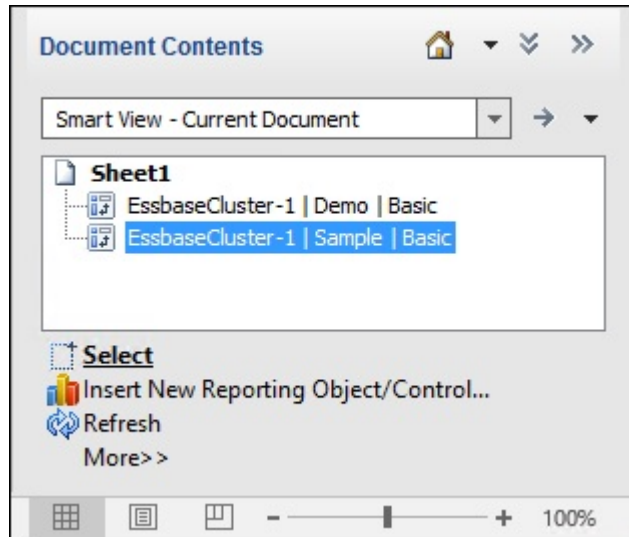 Document Contents
Smart View - Current Document
Sheet1
EssbaseCluster-1 | Demo | Basic
EssbaseCluster-1 | Sample | Basic
Select
Insert New Reporting Object/Control...
Refresh
More>>
100%